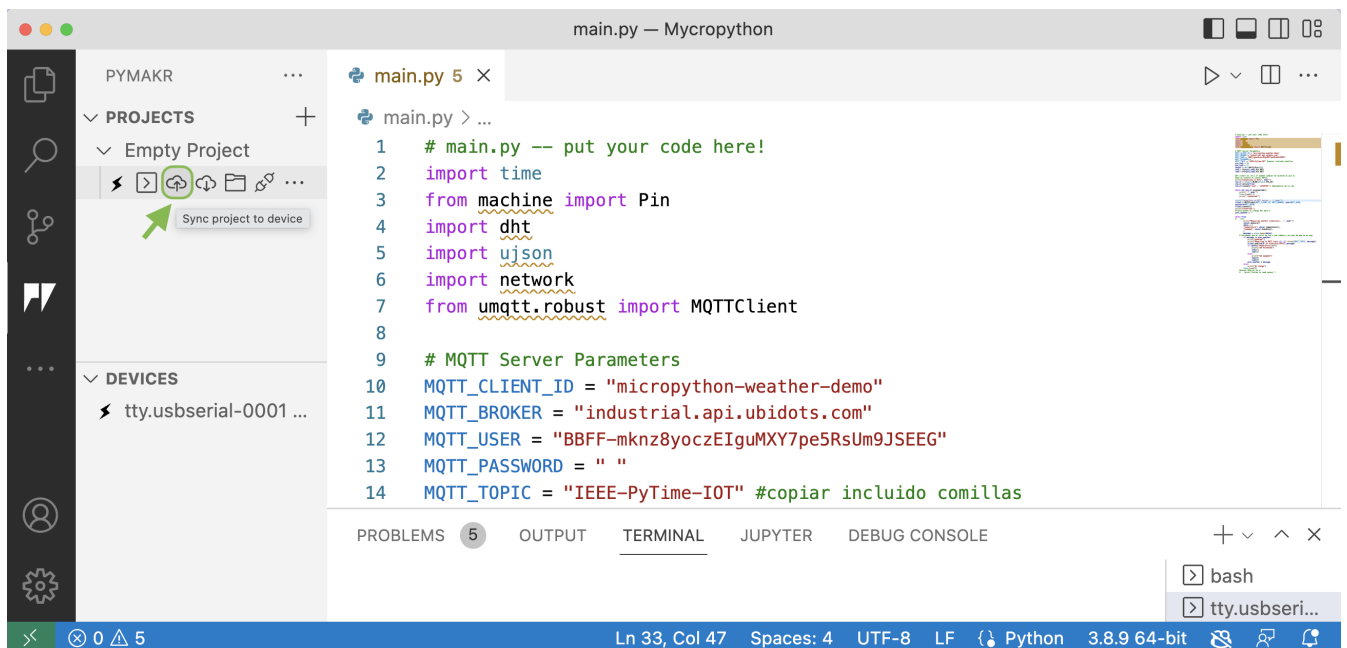 main.py — Mycropython
PYMAKR
PROJECTS
Empty Project
Sync project to device
DEVICES
tty.usbserial-0001 ...
main.py 5
main.py > ...
1 # main.py -- put your code here!
2 import time
3 from machine import Pin
4 import dht
5 import ujson
6 import network
7 from umqtt.robust import MQTTClient
8
9 # MQTT Server Parameters
10 MQTT_CLIENT_ID = "micropython-weather-demo"
11 MQTT_BROKER = "industrial.api.ubidots.com"
12 MQTT_USER = "BBFF-mknz8yoczEIguMXY7pe5RsUm9JSEEG"
13 MQTT_PASSWORD = " "
14 MQTT_TOPIC = "IEEE-PyTime-IOT" #copiar incluido comillas
PROBLEMS 5 OUTPUT TERMINAL JUPYTER DEBUG CONSOLE
bash
tty.usbseri...
0 5 Ln 33, Col 47 Spaces: 4 UTF-8 LF Python 3.8.9 64-bit